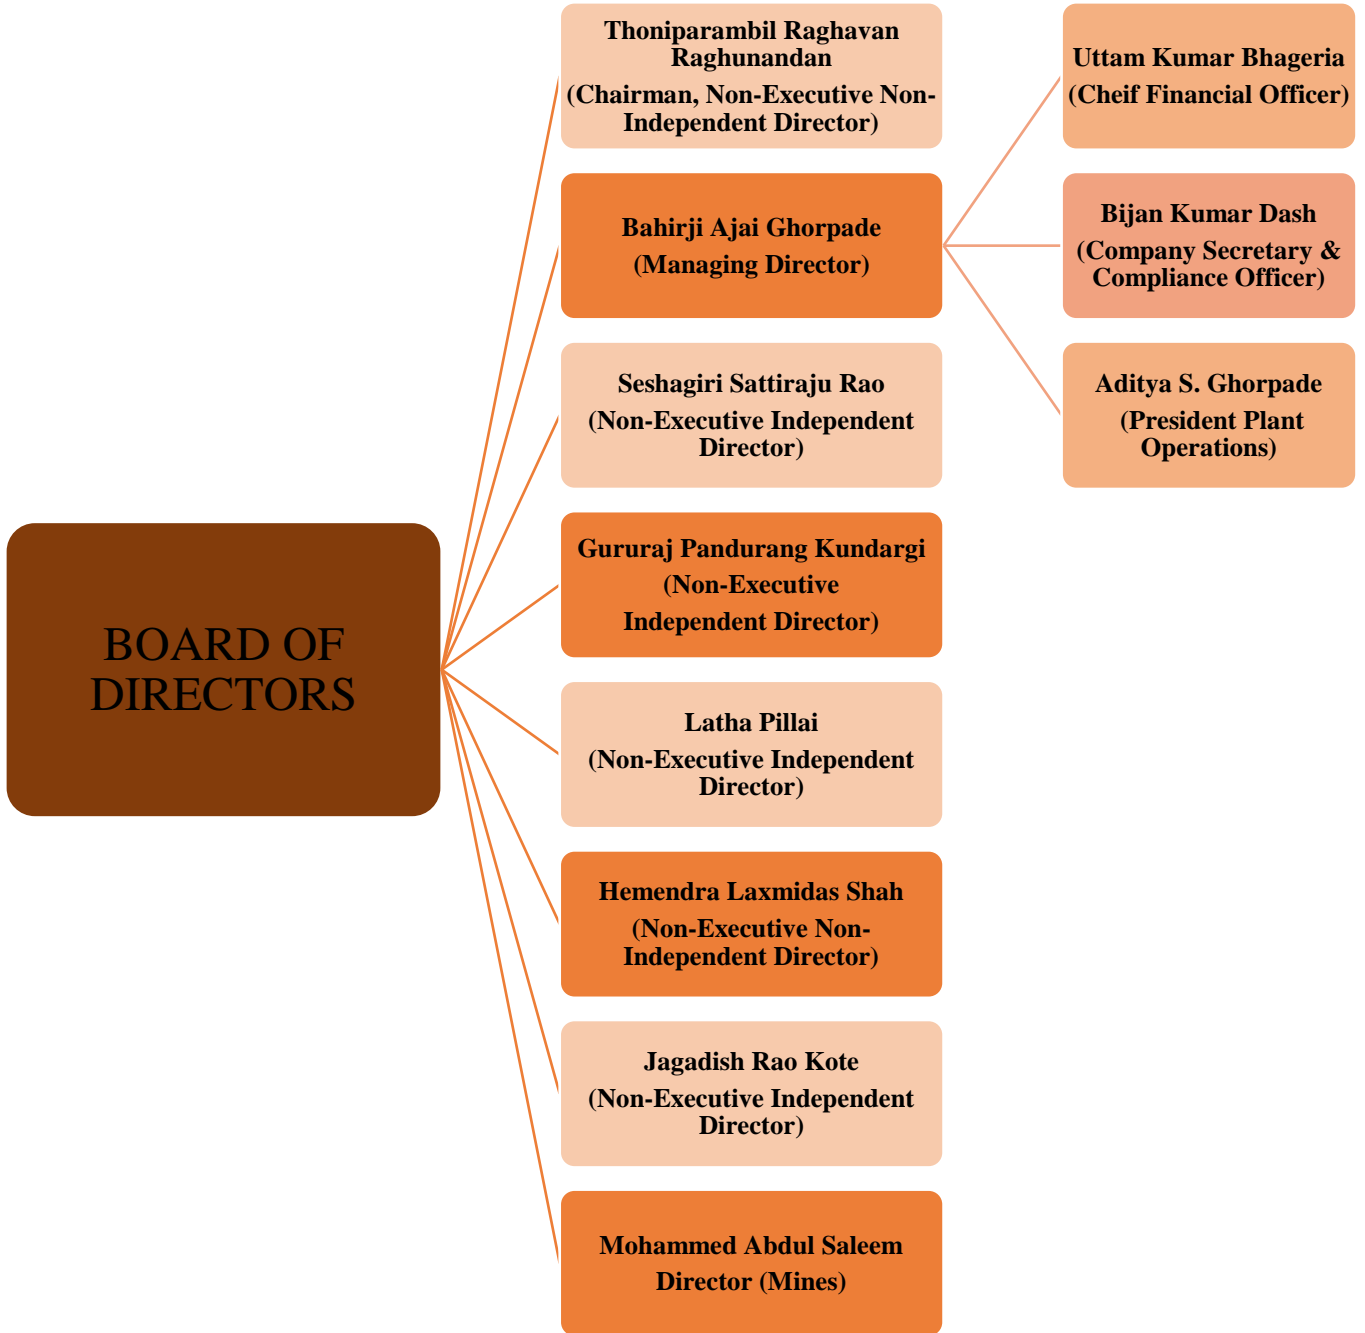 BOARD OF
DIRECTORS
Thoniparambil Raghavan
Raghunandan
(Chairman, Non-Executive Non-
Independent Director)
Bahirji Ajai Ghorpade
(Managing Director)
Uttam Kumar Bhageria
(Cheif Financial Officer)
Bijan Kumar Dash
(Company Secretary &
Compliance Officer)
Aditya S. Ghorpade
(President Plant
Operations)
Seshagiri Sattiraju Rao
(Non-Executive Independent
Director)
Gururaj Pandurang Kundargi
(Non-Executive
Independent Director)
Latha Pillai
(Non-Executive Independent
Director)
Hemendra Laxmidas Shah
(Non-Executive Non-
Independent Director)
Jagadish Rao Kote
(Non-Executive Independent
Director)
Mohammed Abdul Saleem
Director (Mines)